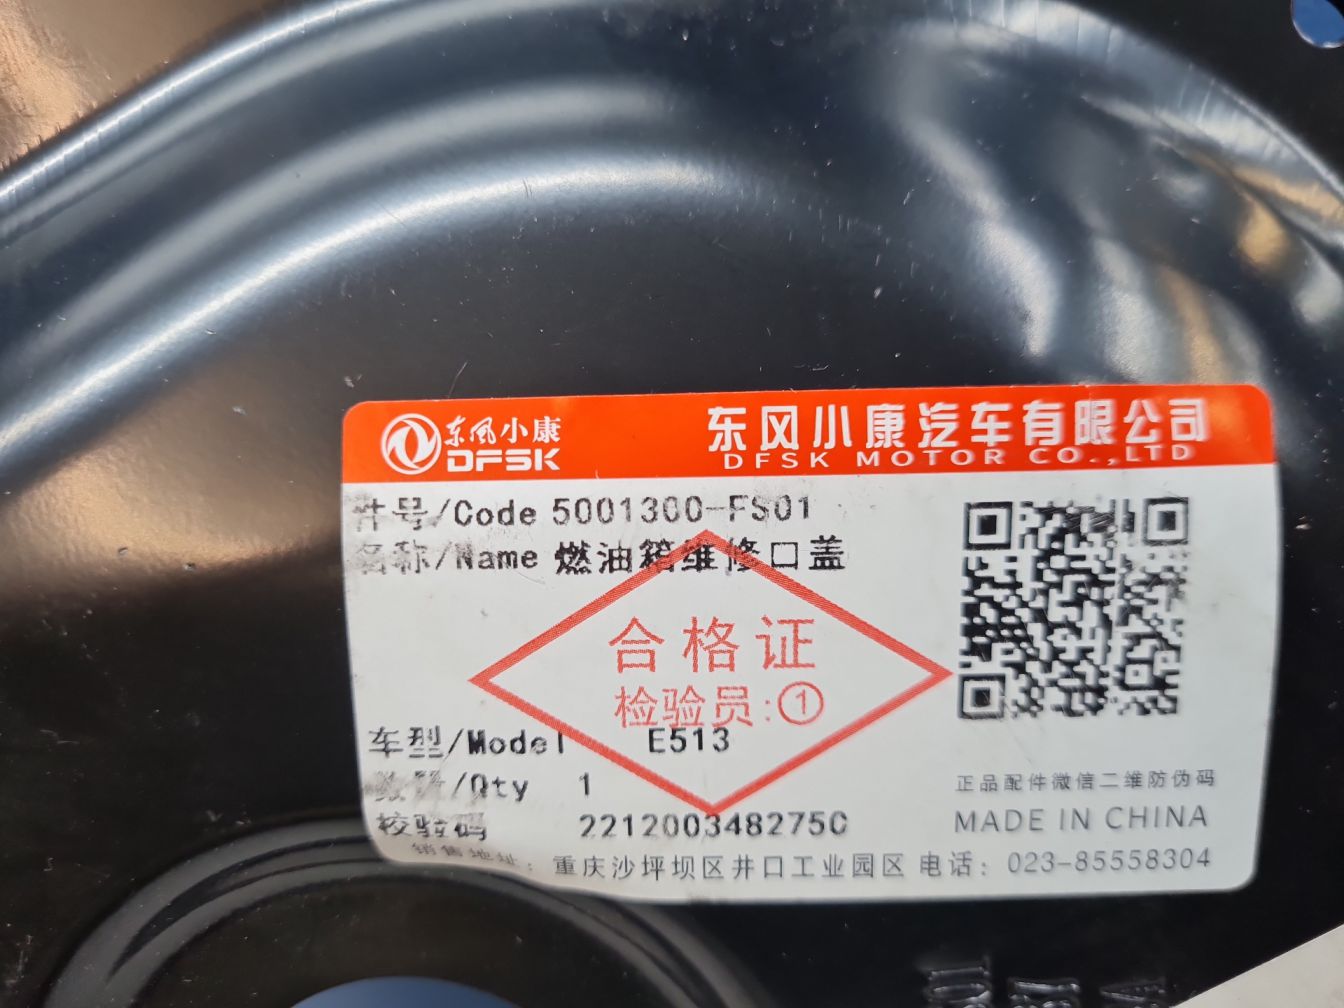 东风小康
DFSK
东风小康汽车有限公司
DFSK MOTOR CO.,LTD
件号/Code 5001300-FS01
名称/Name 燃油箱维修口盖
合格证
检验员:①
车型/Model E513
数量/Qty 1
校验码 221200348275C
正品配件微信二维防伪码
MADE IN CHINA
销售地址: 重庆沙坪坝区井口工业园区 电话: 023-85558304